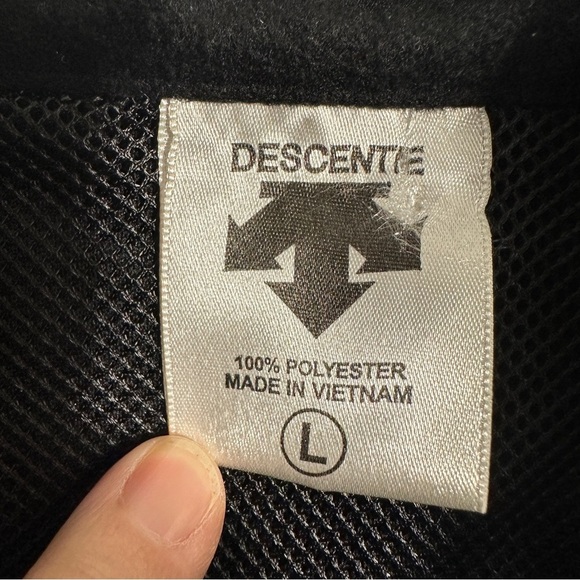 DESCENTE
100% POLYESTER
MADE IN VIETNAM
L